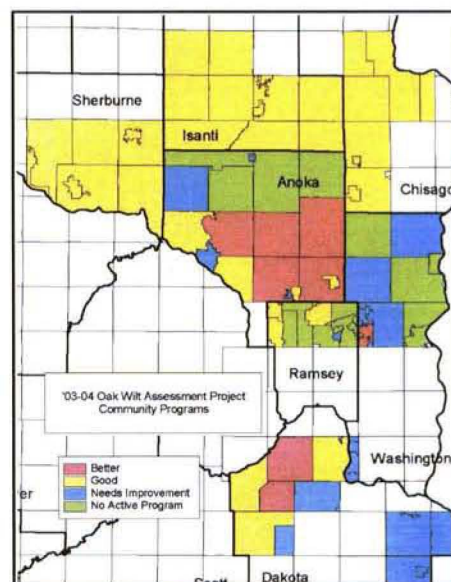 Sherburne
Isanti
Anoka
Chisago
Ramsey
'03-04 Oak Wilt Assessment Project
Community Programs
Washington
Better
Good
Needs Improvement
No Active Program
er
Scott
Dakota